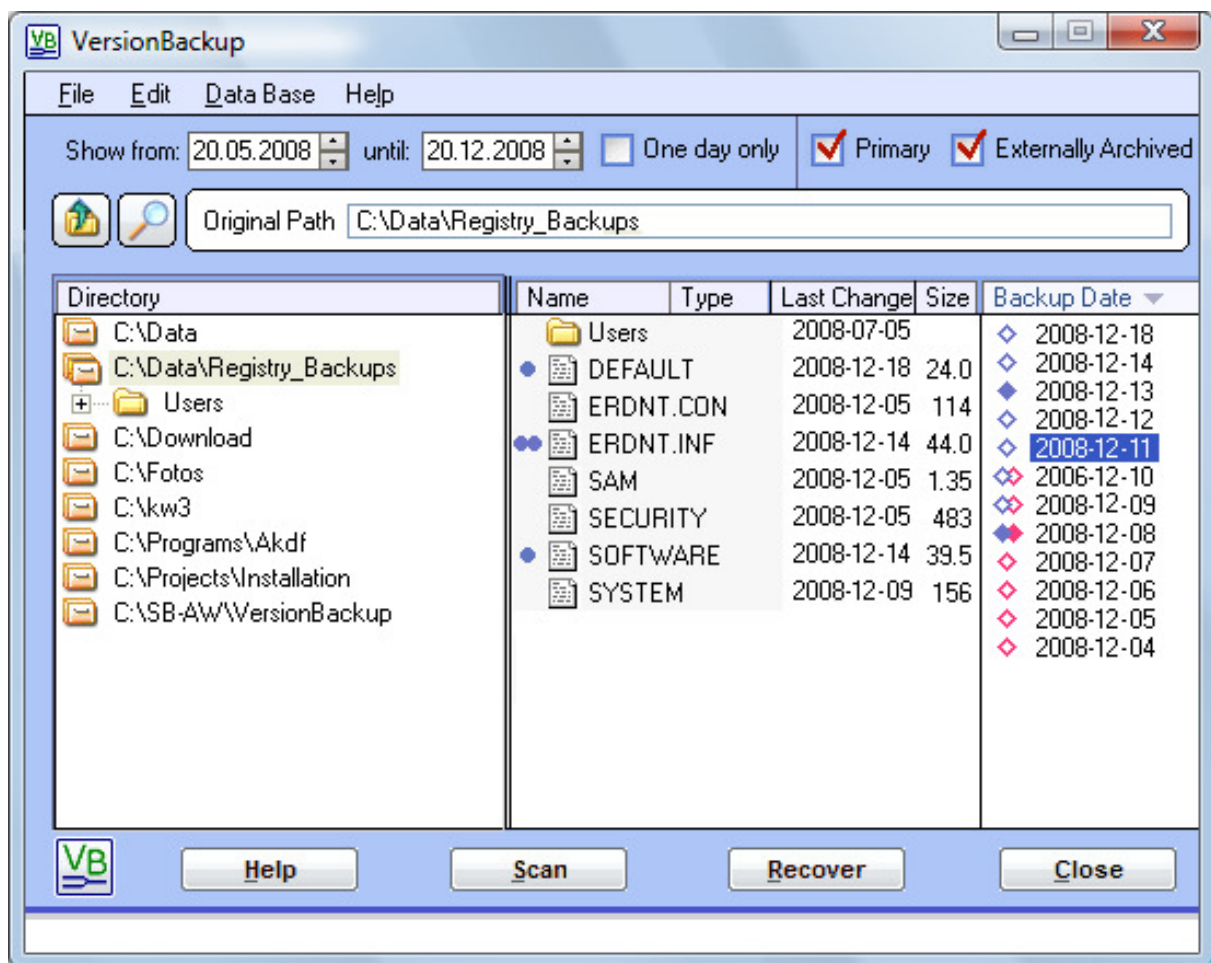 VB VersionBackup
File Edit Data Base Help
Show from: 20.05.2008 until: 20.12.2008 One day only Primary Externally Archived
Original Path C:\Data\Registry_Backups
Directory
C:\Data
C:\Data\Registry_Backups
Users
C:\Download
C:\Fotos
C:\kw3
C:\Programs\Akdf
C:\Projects\Installation
C:\SB-AW\VersionBackup
Name Type Last Change Size
Users 2008-07-05
DEFAULT 2008-12-18 24.0
ERDNT.CON 2008-12-05 114
ERDNT.INF 2008-12-14 44.0
SAM 2008-12-05 1.35
SECURITY 2008-12-05 483
SOFTWARE 2008-12-14 39.5
SYSTEM 2008-12-09 156
Backup Date
2008-12-18
2008-12-14
2008-12-13
2008-12-12
2008-12-11
2006-12-10
2008-12-09
2008-12-08
2008-12-07
2008-12-06
2008-12-05
2008-12-04
VB Help Scan Recover Close